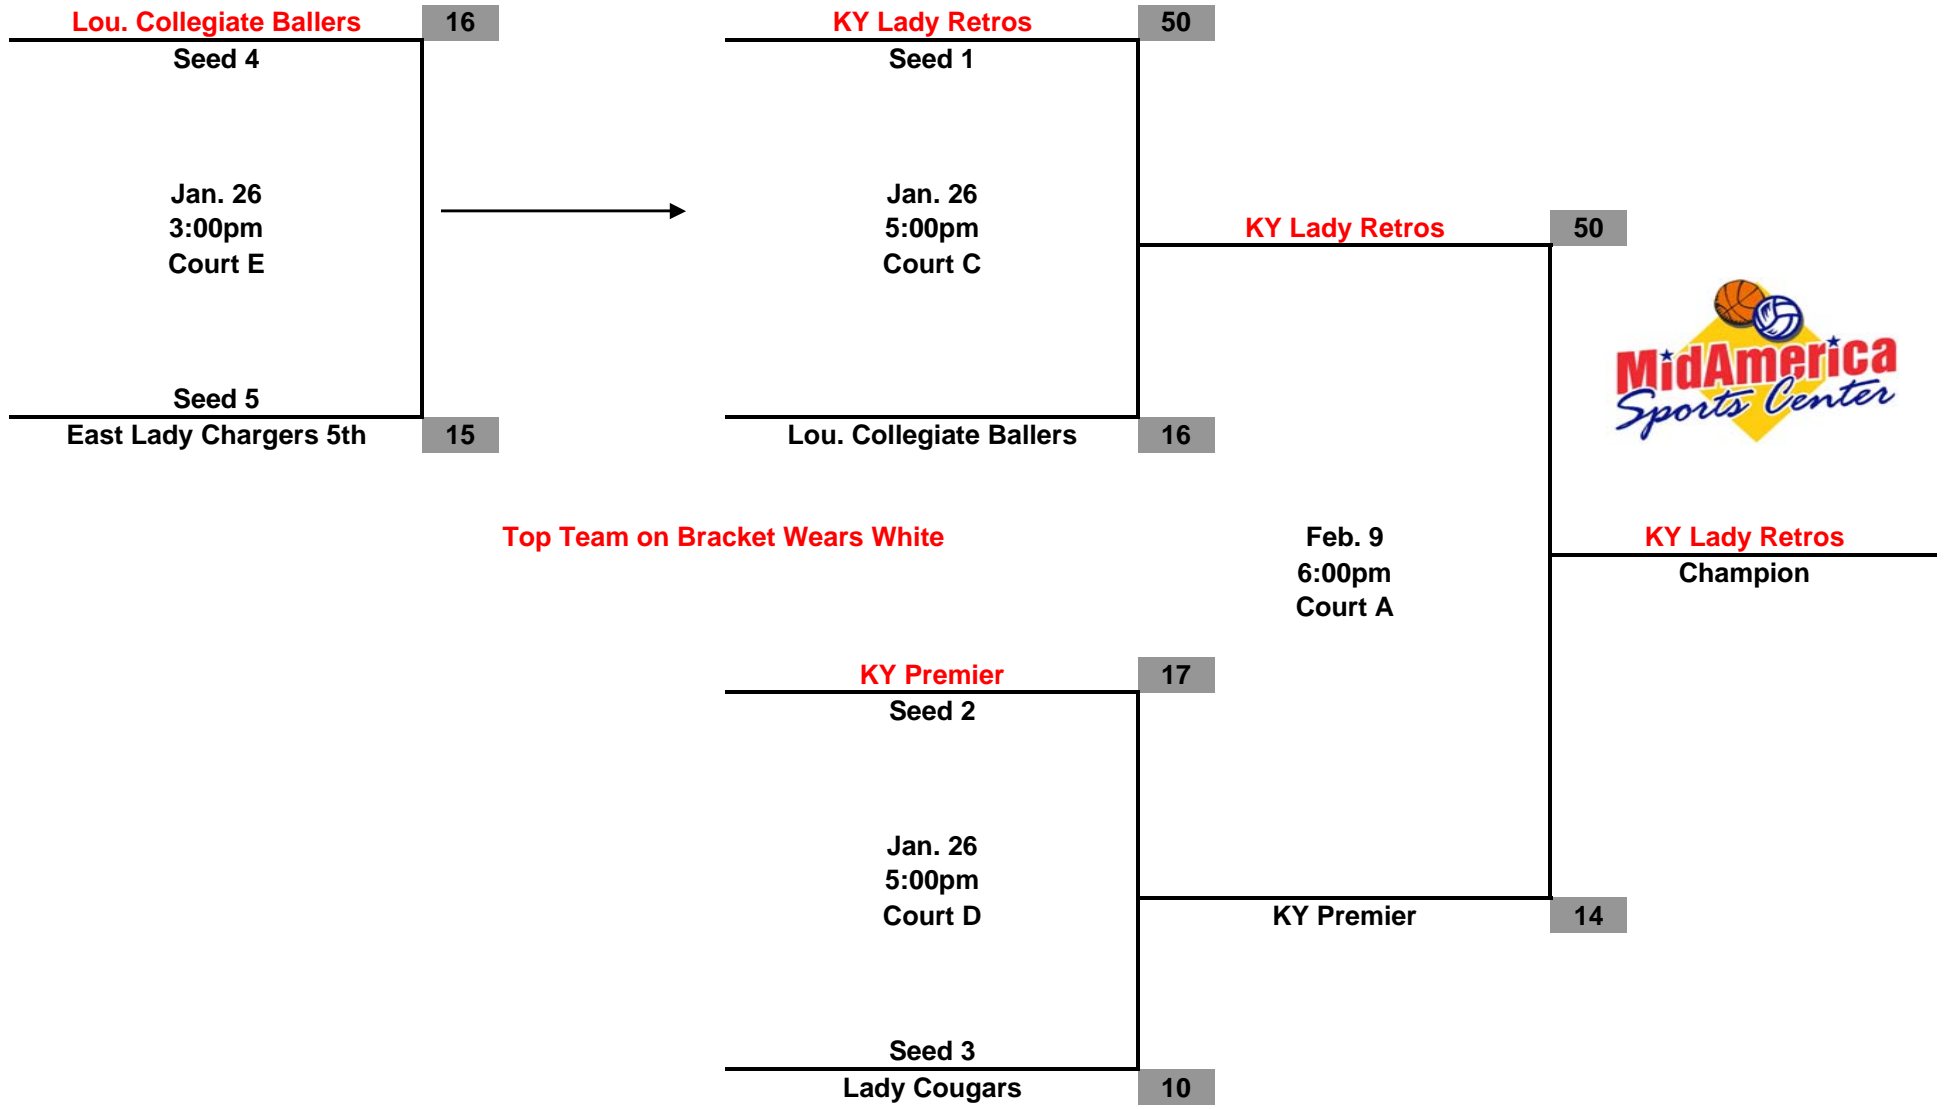 Lou. Collegiate Ballers 16
Seed 4
Jan. 26
3:00pm
Court E
Seed 5
East Lady Chargers 5th 15
KY Lady Retros 50
Seed 1
Jan. 26
5:00pm
Court C
Lou. Collegiate Ballers 16
KY Lady Retros 50
MidAmerica
Sports Center
Top Team on Bracket Wears White
Feb. 9
6:00pm
Court A
KY Lady Retros
Champion
KY Premier 17
Seed 2
Jan. 26
5:00pm
Court D
KY Premier 14
Seed 3
Lady Cougars 10